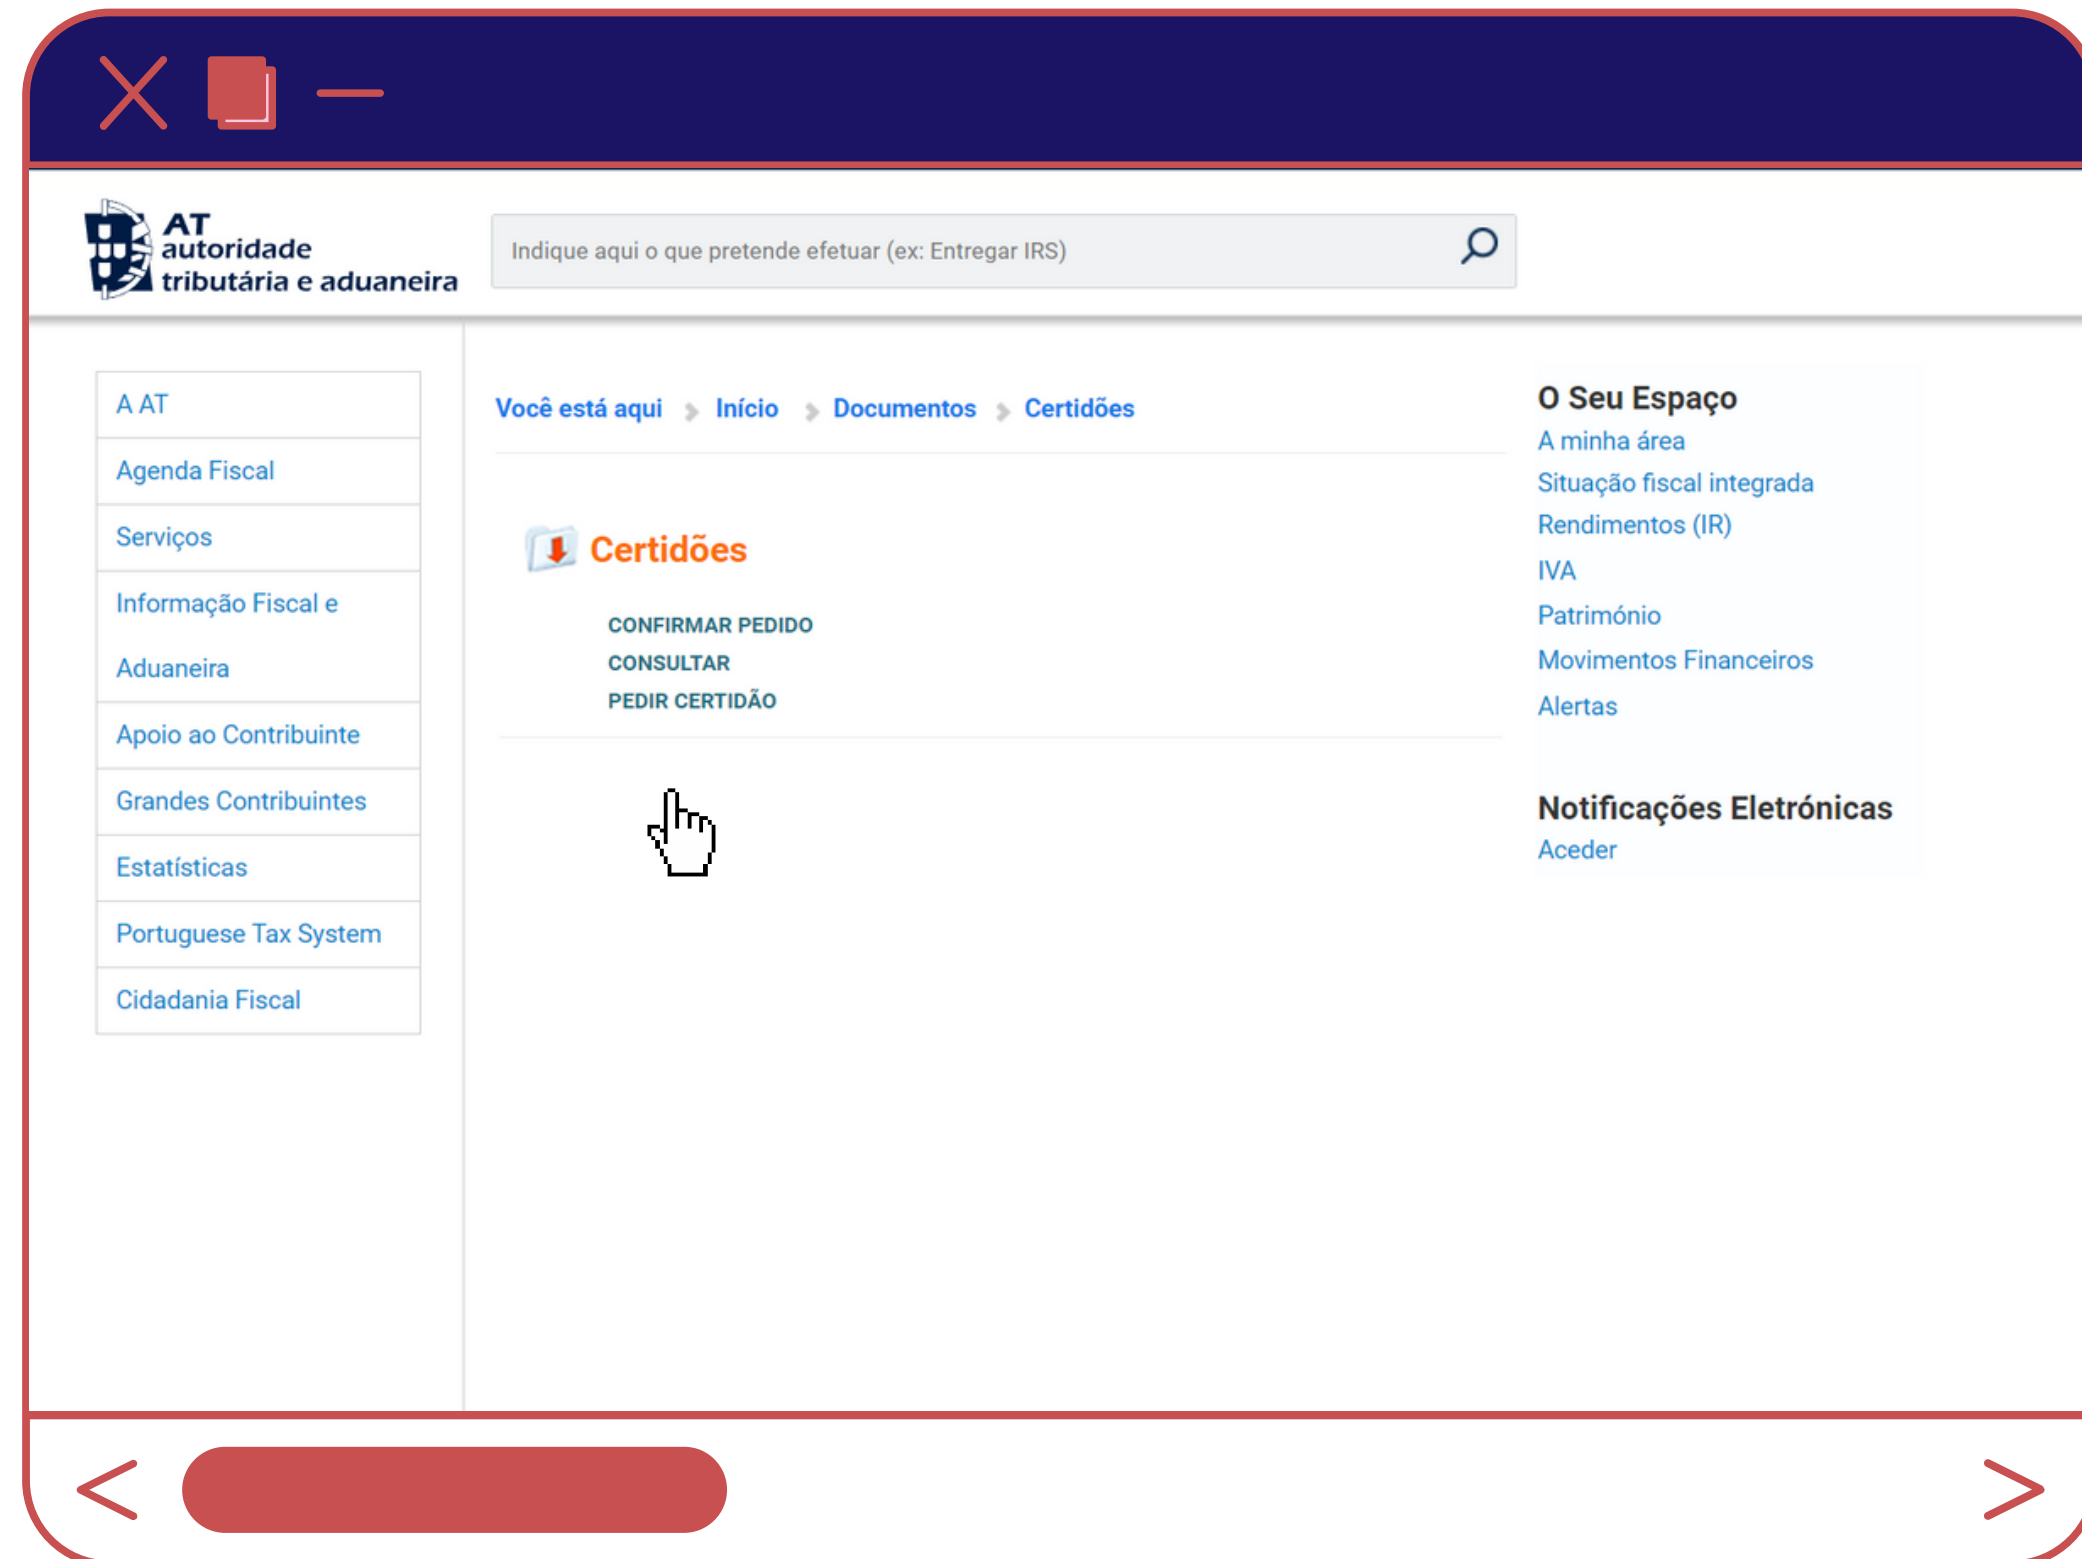 AT
autoridade
tributária e aduaneira
Indique aqui o que pretende efetuar (ex: Entregar IRS)
A AT
Agenda Fiscal
Serviços
Informação Fiscal e
Aduaneira
Apoio ao Contribuinte
Grandes Contribuintes
Estatísticas
Portuguese Tax System
Cidadania Fiscal
Você está aqui Início Documentos Certidões
Certidões
CONFIRMAR PEDIDO
CONSULTAR
PEDIR CERTIDÃO
O Seu Espaço
A minha área
Situação fiscal integrada
Rendimentos (IR)
IVA
Património
Movimentos Financeiros
Alertas
Notificações Eletrónicas
Aceder